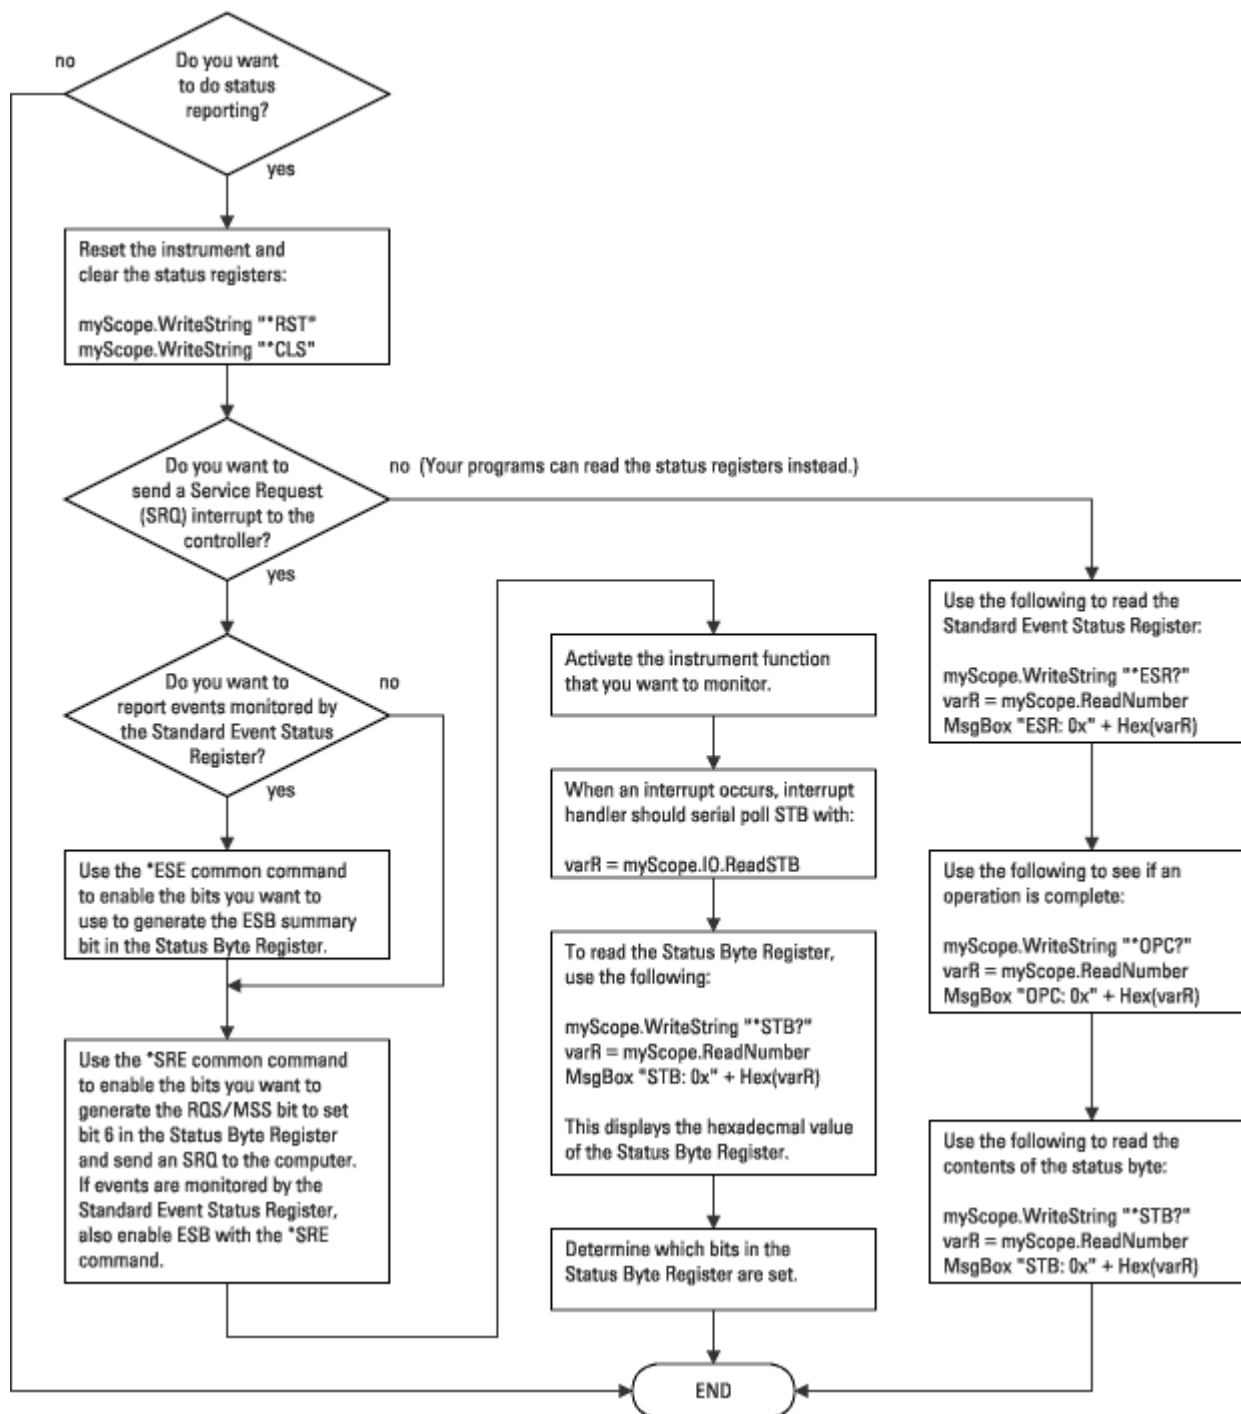 Do you want
to do status
reporting?
no
yes
Reset the instrument and
clear the status registers:
myScope.WriteString "*RST"
myScope.WriteString "*CLS"
Do you want to
send a Service Request
(SRQ) interrupt to the
controller?
no (Your programs can read the status registers instead.)
yes
Do you want to
report events monitored by
the Standard Event Status
Register?
no
yes
Use the *ESE common command
to enable the bits you want to
use to generate the ESB summary
bit in the Status Byte Register.
Use the *SRE common command
to enable the bits you want to
generate the RQS/MSS bit to set
bit 6 in the Status Byte Register
and send an SRQ to the computer.
If events are monitored by the
Standard Event Status Register,
also enable ESB with the *SRE
command.
Activate the instrument function
that you want to monitor.
When an interrupt occurs, interrupt
handler should serial poll STB with:
varR = myScope.IO.ReadSTB
To read the Status Byte Register,
use the following:
myScope.WriteString "*STB?"
varR = myScope.ReadNumber
MsgBox "STB: 0x" + Hex(varR)
This displays the hexadecmal value
of the Status Byte Register.
Determine which bits in the
Status Byte Register are set.
Use the following to read the
Standard Event Status Register:
myScope.WriteString "*ESR?"
varR = myScope.ReadNumber
MsgBox "ESR: 0x" + Hex(varR)
Use the following to see if an
operation is complete:
myScope.WriteString "*OPC?"
varR = myScope.ReadNumber
MsgBox "OPC: 0x" + Hex(varR)
Use the following to read the
contents of the status byte:
myScope.WriteString "*STB?"
varR = myScope.ReadNumber
MsgBox "STB: 0x" + Hex(varR)
END